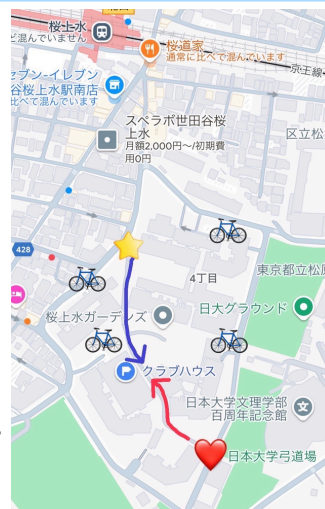 桜上水
ご混んでいません
桜道家
通常に比べて混んでいます
京王線
セブン-イレブン
谷桜上水駅南店
比べて混んでいます
スペラボ世田谷桜
上水
月額2,000円〜/初期費
用0円
区立松
428
4丁目
東京都立松原
日大グラウンド
桜上水ガーデンズ
クラブハウス
日本大学文理学部
百周年記念館
日本大学弓道場